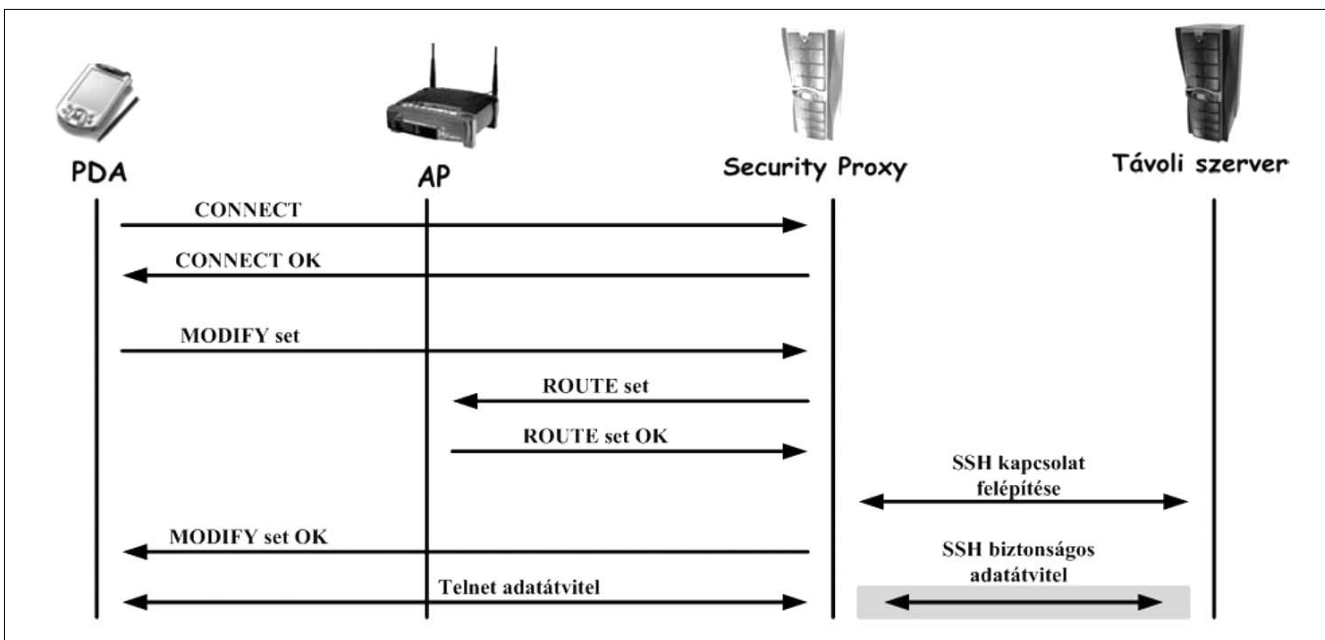 PDA
AP
Security Proxy
Távoli szerver
CONNECT
CONNECT OK
MODIFY set
ROUTE set
ROUTE set OK
SSH kapcsolat
felépítése
MODIFY set OK
SSH biztonságos
adatátvitel
Telnet adatátvitel